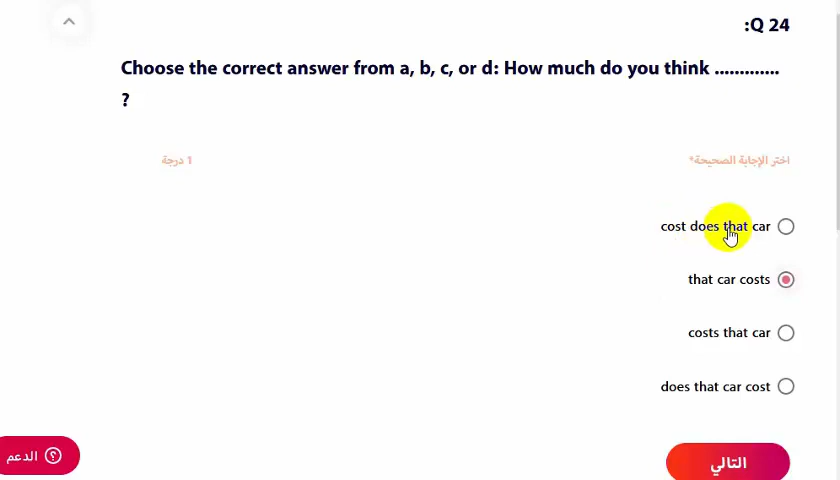 :Q 24
Choose the correct answer from a, b, c, or d: How much do you think .............
?
اختر الإجابة الصحيحة*
1 درجة
cost does that car
that car costs
costs that car
does that car cost
الدعم
التالي